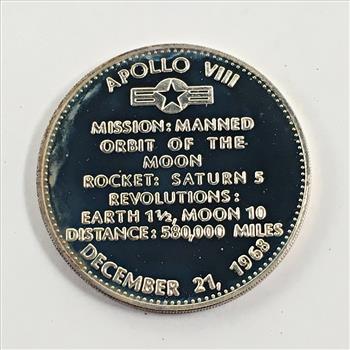 APOLLO VIII
MISSION: MANNED
ORBIT OF THE
MOON
ROCKET: SATURN 5
REVOLUTIONS:
EARTH 1½, MOON 10
DISTANCE: 580,000 MILES
DECEMBER 21, 1968